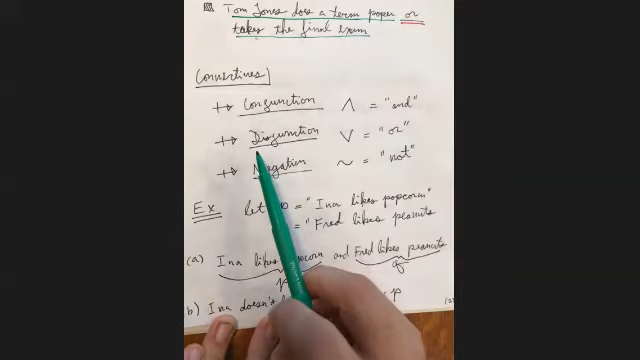 Tom Jones does a term paper or
takes the final exam
Connectives
Conjunction ∧ = "and"
Disjunction ∨ = "or"
Negation ~ = "not"
Ex let p = "Ina likes popcorn"
= "Fred likes peanuts
(a) Ina likes and Fred likes peanuts
p q
b) Ina doesn't p